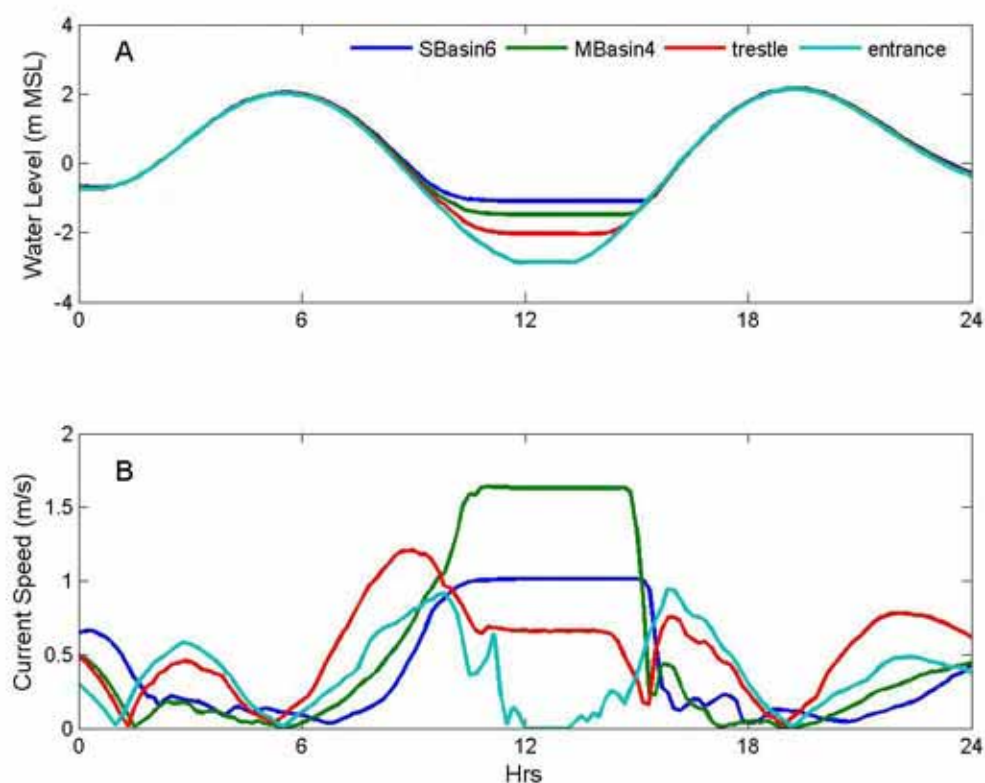 A
SBasin6
MBasin4
trestle
entrance
Water Level (m MSL)
4
2
0
-2
-4
0
6
12
18
24
B
Current Speed (m/s)
2
1.5
1
0.5
0
0
6
12
18
24
Hrs